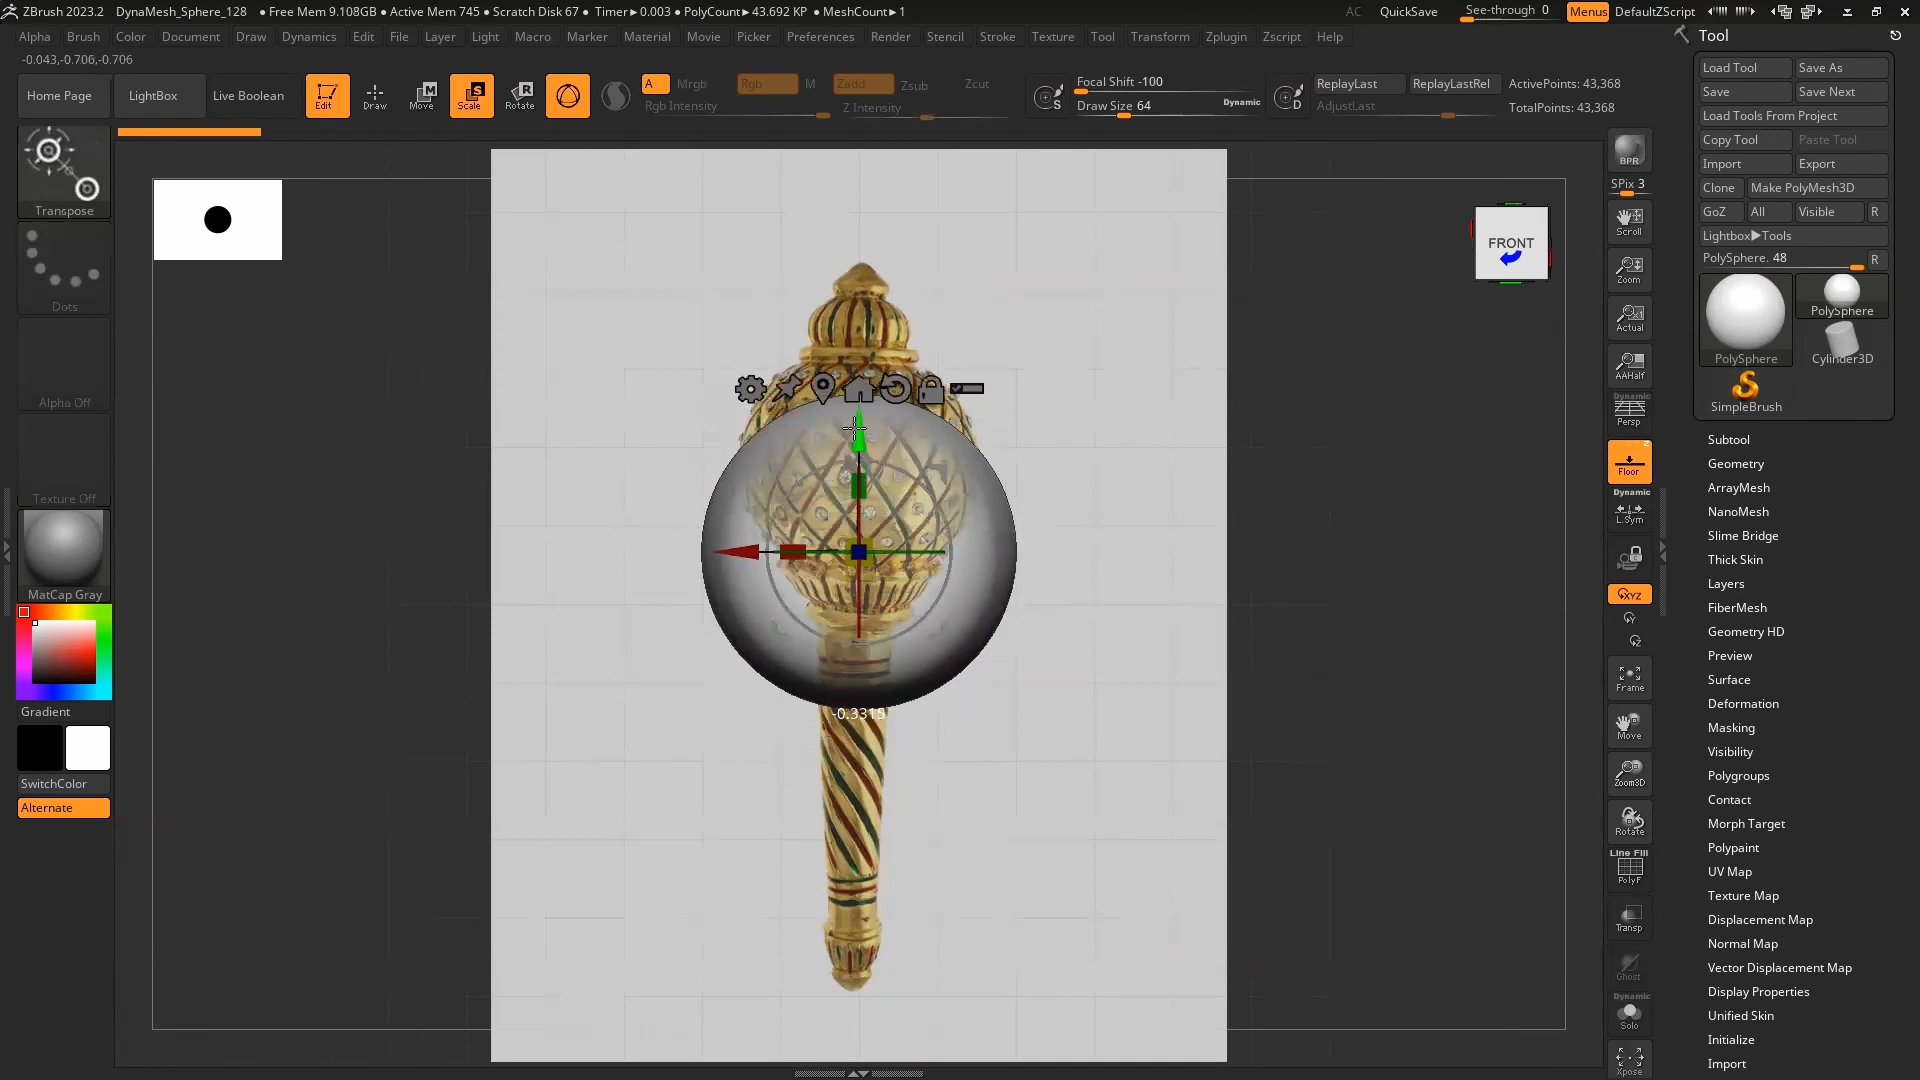 ZBrush 2023.2 DynaMesh_Sphere_128 ● Free Mem 9.108GB ● Active Mem 745 ● Scratch Disk 67 ● Timer►0.003 ● PolyCount►43.692 KP ● MeshCount►1 AC QuickSave See-through 0 Menus DefaultZScript
Alpha Brush Color Document Draw Dynamics Edit File Layer Light Macro Marker Material Movie Picker Preferences Render Stencil Stroke Texture Tool Transform Zplugin Zscript Help
-0.043,-0.706,-0.706
Home Page LightBox Live Boolean Edit Draw Move Scale Rotate
A Mrgb Rgb M Zadd Zsub Zcut
Rgb Intensity Z Intensity
S Focal Shift -100
Draw Size 64 Dynamic
D ReplayLast ReplayLastRel ActivePoints: 43,368
AdjustLast TotalPoints: 43,368
Transpose
Dots
Alpha Off
Texture Off
MatCap Gray
Gradient
SwitchColor
Alternate
FRONT
-0.3315
BPR
SPix 3
Scroll
Zoom
Actual
AAHalf
Dynamic
Persp
Floor
Dynamic
L.Sym
XYZ
Y
Z
Frame
Move
Zoom3D
Rotate
Line Fill
PolyF
Transp
Ghost
Dynamic
Solo
Xpose
Tool
Load Tool Save As
Save Save Next
Load Tools From Project
Copy Tool Paste Tool
Import Export
Clone Make PolyMesh3D
GoZ All Visible R
Lightbox►Tools
PolySphere. 48 R
PolySphere PolySphere
Cylinder3D
SimpleBrush
Subtool
Geometry
ArrayMesh
NanoMesh
Slime Bridge
Thick Skin
Layers
FiberMesh
Geometry HD
Preview
Surface
Deformation
Masking
Visibility
Polygroups
Contact
Morph Target
Polypaint
UV Map
Texture Map
Displacement Map
Normal Map
Vector Displacement Map
Display Properties
Unified Skin
Initialize
Import